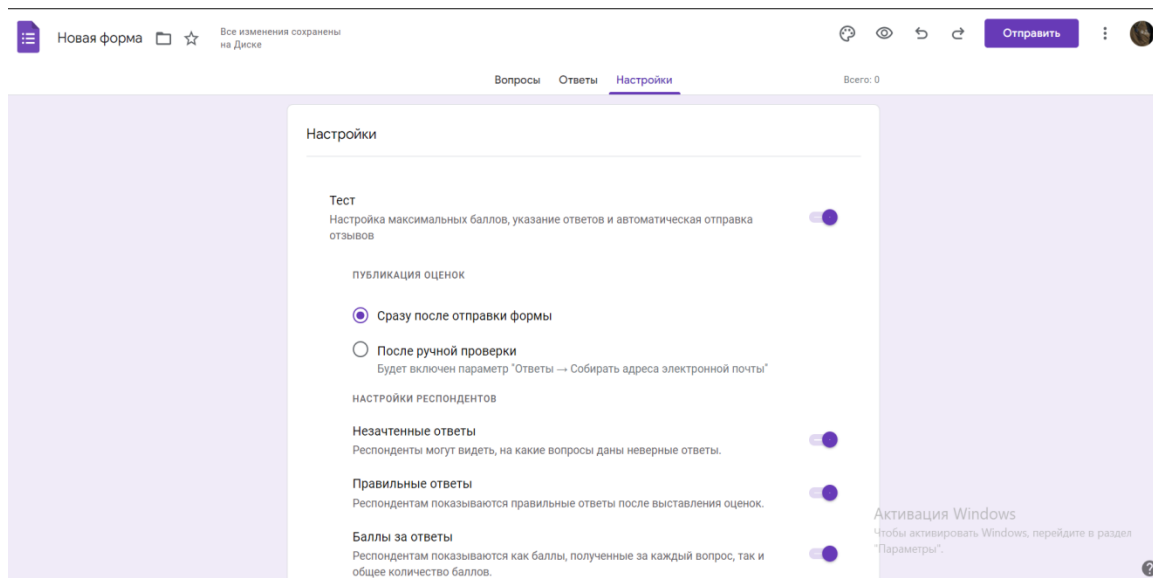 Новая форма
Все изменения сохранены
на Диске
Отправить
Вопросы Ответы Настройки
Всего: 0
Настройки
Тест
Настройка максимальных баллов, указание ответов и автоматическая отправка
отзывов
ПУБЛИКАЦИЯ ОЦЕНОК
Сразу после отправки формы
После ручной проверки
Будет включен параметр "Ответы → Собирать адреса электронной почты"
НАСТРОЙКИ РЕСПОНДЕНТОВ
Незачтенные ответы
Респонденты могут видеть, на какие вопросы даны неверные ответы.
Правильные ответы
Респондентам показываются правильные ответы после выставления оценок.
Баллы за ответы
Респондентам показываются как баллы, полученные за каждый вопрос, так и
общее количество баллов.
Активация Windows
Чтобы активировать Windows, перейдите в раздел
"Параметры".
?